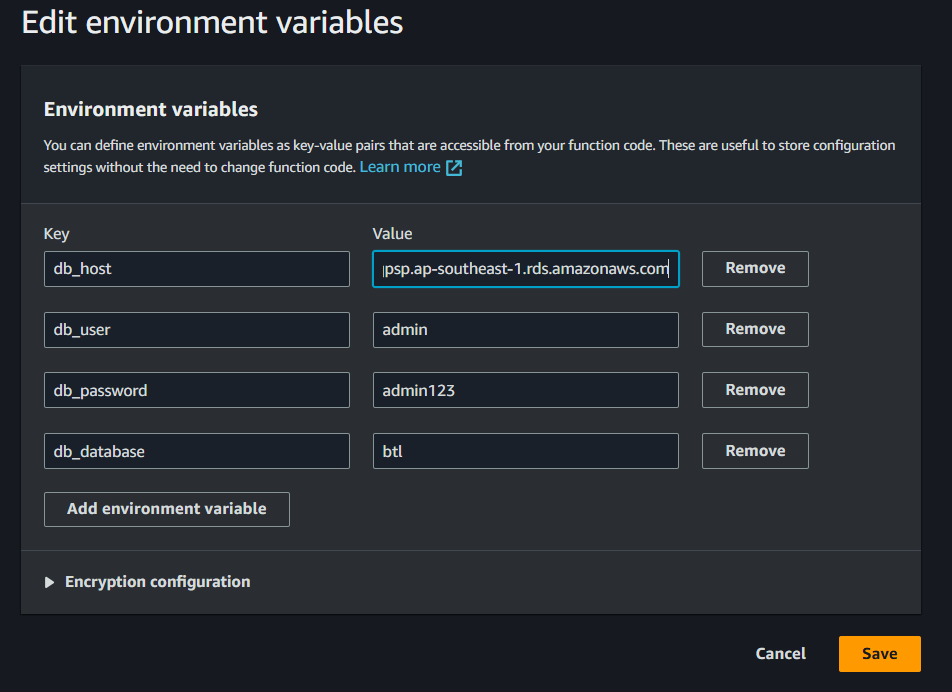 Edit environment variables
Environment variables
You can define environment variables as key-value pairs that are accessible from your function code. These are useful to store configuration
settings without the need to change function code. Learn more
Key Value
db_host psp.ap-southeast-1.rds.amazonaws.com Remove
db_user admin Remove
db_password admin123 Remove
db_database btl Remove
Add environment variable
Encryption configuration
Cancel Save